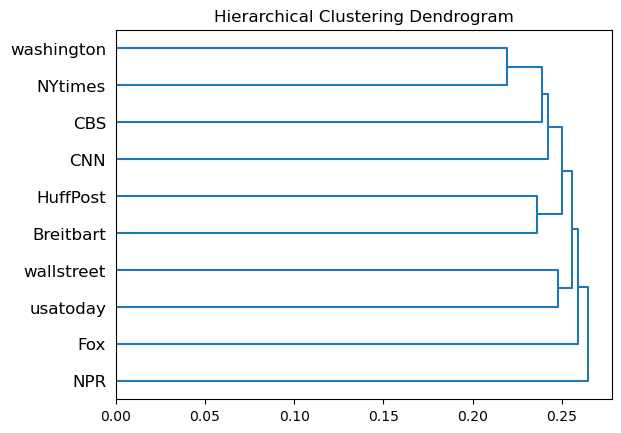 Hierarchical Clustering Dendrogram
washington
NYtimes
CBS
CNN
HuffPost
Breitbart
wallstreet
usatoday
Fox
NPR
0.00 0.05 0.10 0.15 0.20 0.25